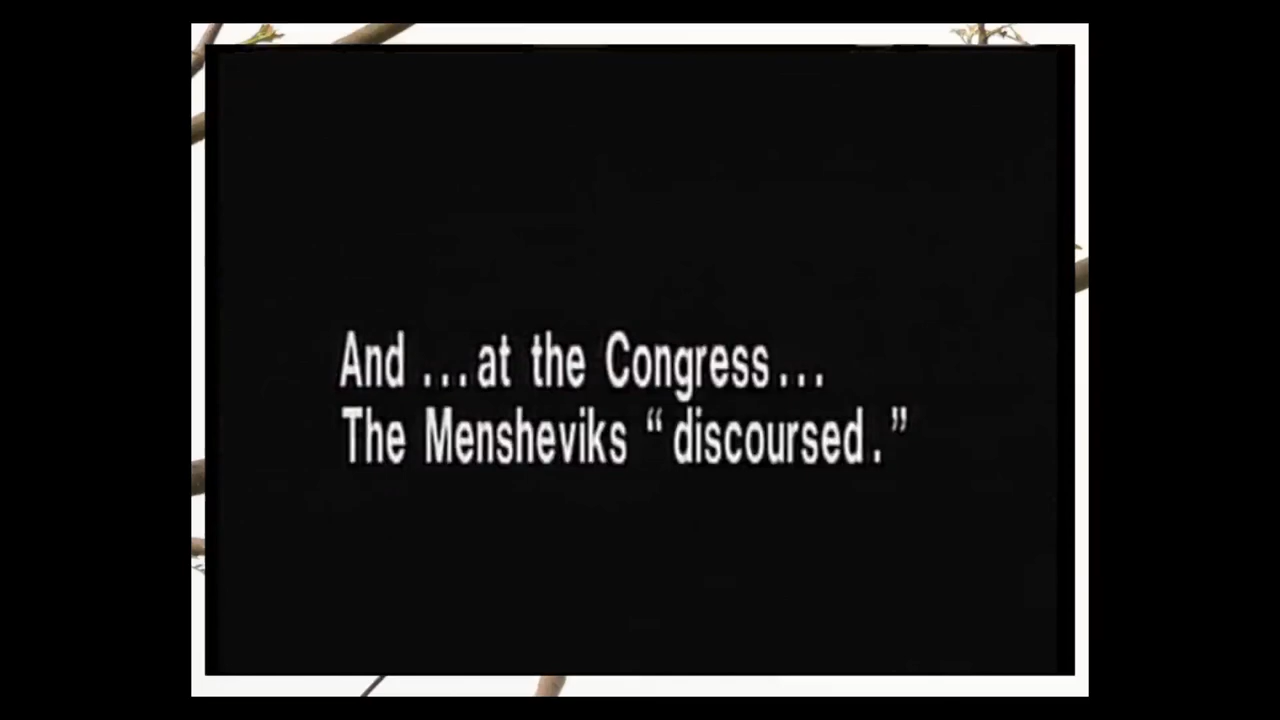 And ...at the Congress...
The Mensheviks “discoursed.”